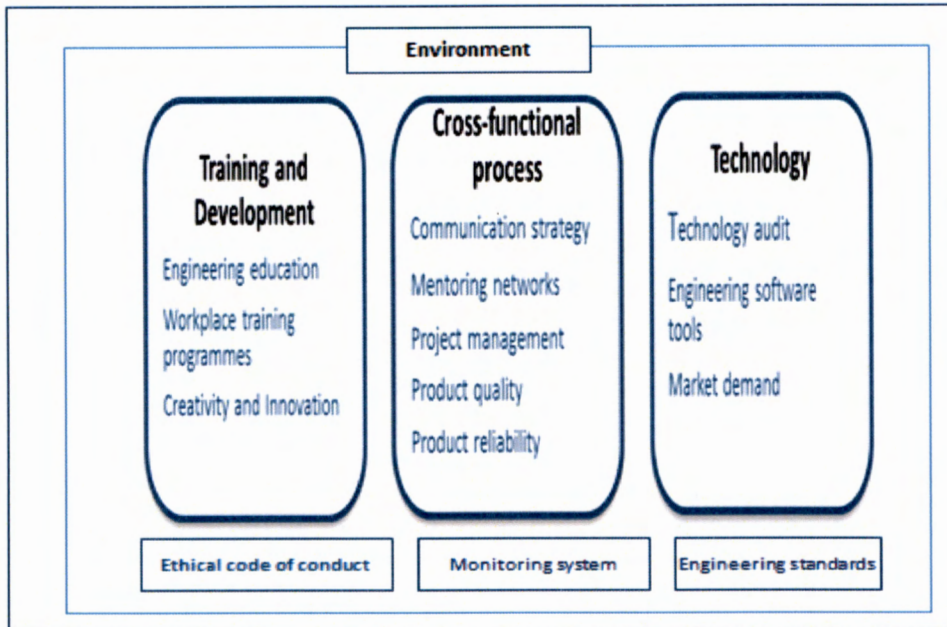 Environment
Training and
Development
Engineering education
Workplace training
programmes
Creativity and Innovation
Cross-functional
process
Communication strategy
Mentoring networks
Project management
Product quality
Product reliability
Technology
Technology audit
Engineering software
tools
Market demand
Ethical code of conduct
Monitoring system
Engineering standards